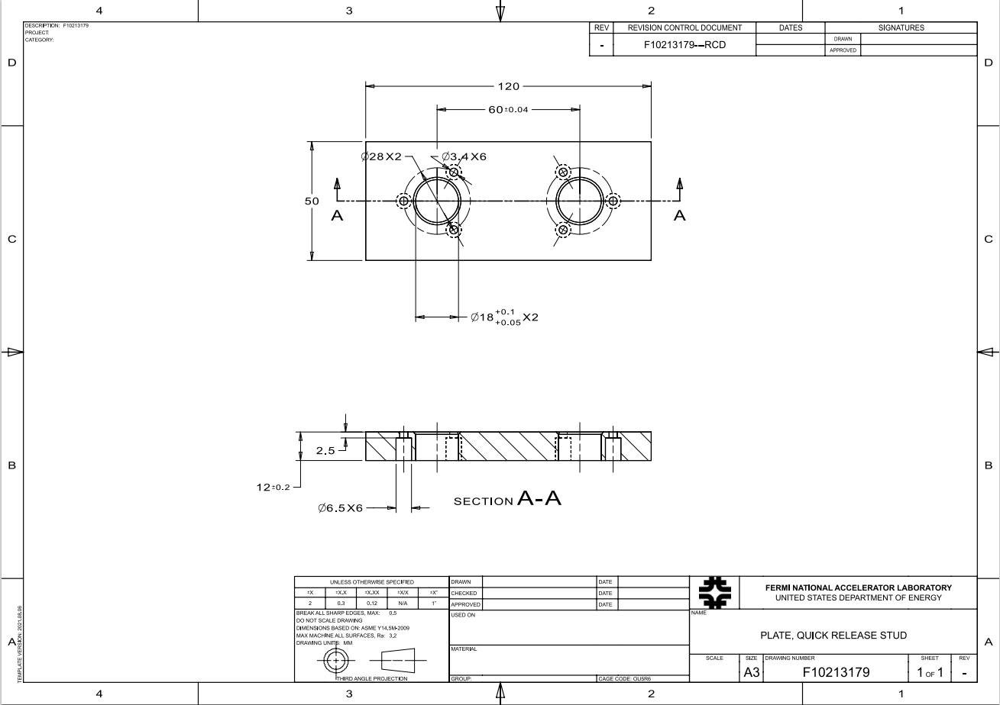 4 3 2 1
DESCRIPTION: F10213179
PROJECT:
CATEGORY:
REV REVISION CONTROL DOCUMENT DATES SIGNATURES
- F10213179---RCD
DRAWN
APPROVED
D D
120
60±0.04
Ø28X2
Ø3.4X6
50
A A
C C
Ø18 +0.1 +0.05 X2
2.5
B B
12±0.2
SECTION A-A
Ø6.5X6
UNLESS OTHERWISE SPECIFIED
±X ±X.X ±X.XX ±X/X ±X°
2 0.3 0.12 N/A 1°
BREAK ALL SHARP EDGES, MAX: 0.5
DO NOT SCALE DRAWING
DIMENSIONS BASED ON: ASME Y14.5M-2009
MAX MACHINE ALL SURFACES, Ra: 3.2
DRAWING UNITS: MM
THIRD ANGLE PROJECTION
DRAWN DATE
CHECKED DATE
APPROVED DATE
USED ON
MATERIAL
GROUP: CAGE CODE: OU5R6
FERMI NATIONAL ACCELERATOR LABORATORY
UNITED STATES DEPARTMENT OF ENERGY
NAME
PLATE, QUICK RELEASE STUD
SCALE SIZE DRAWING NUMBER SHEET REV
A3 F10213179 1 OF 1 -
A A
TEMPLATE VERSION: 2021.08.06
4 3 2 1